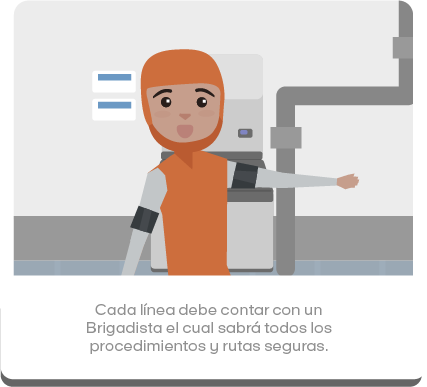 Cada línea debe contar con un
Brigadista el cual sabrá todos los
procedimientos y rutas seguras.